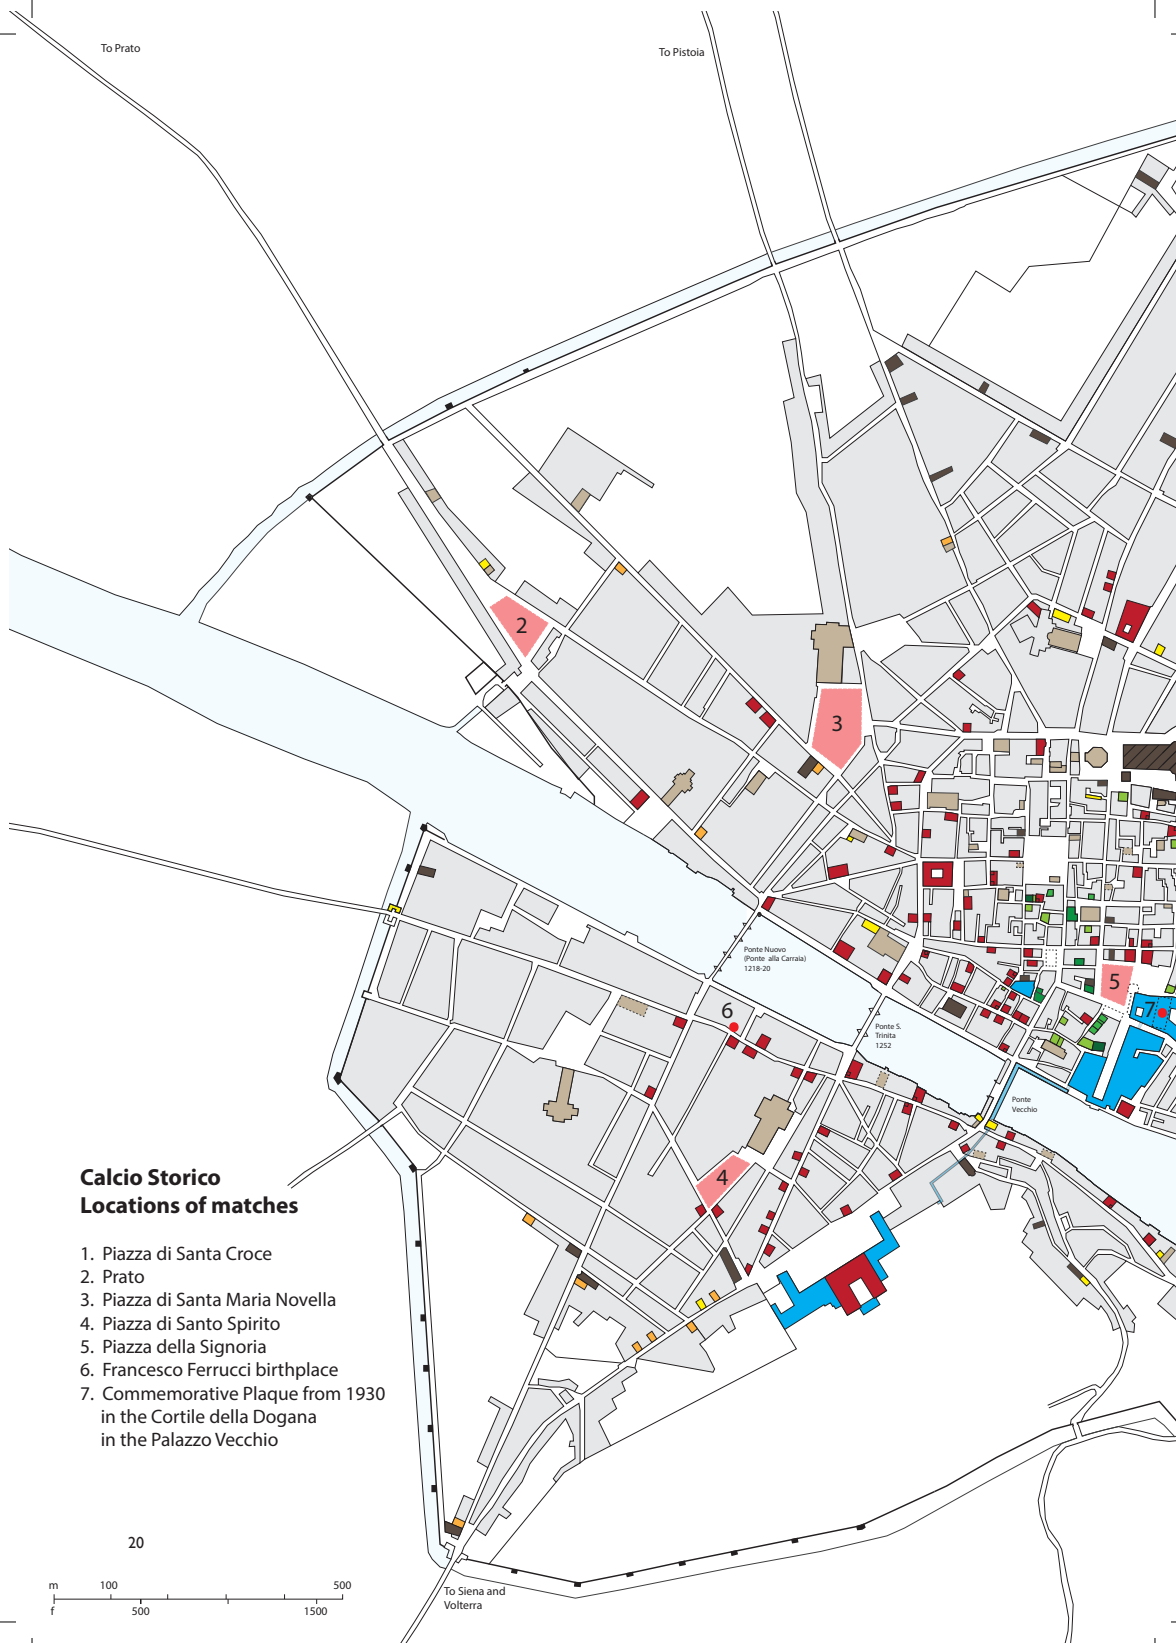 To Prato
To Pistoia
2
3
Ponte Nuovo
(Ponte alla Carraia)
1218-20
5
7
6
Ponte S.
Trinita
1252
Ponte
Vecchio
4
Calcio Storico
Locations of matches
1. Piazza di Santa Croce
2. Prato
3. Piazza di Santa Maria Novella
4. Piazza di Santo Spirito
5. Piazza della Signoria
6. Francesco Ferrucci birthplace
7. Commemorative Plaque from 1930
in the Cortile della Dogana
in the Palazzo Vecchio
20
m 100 500
f 500 1500
To Siena and
Volterra